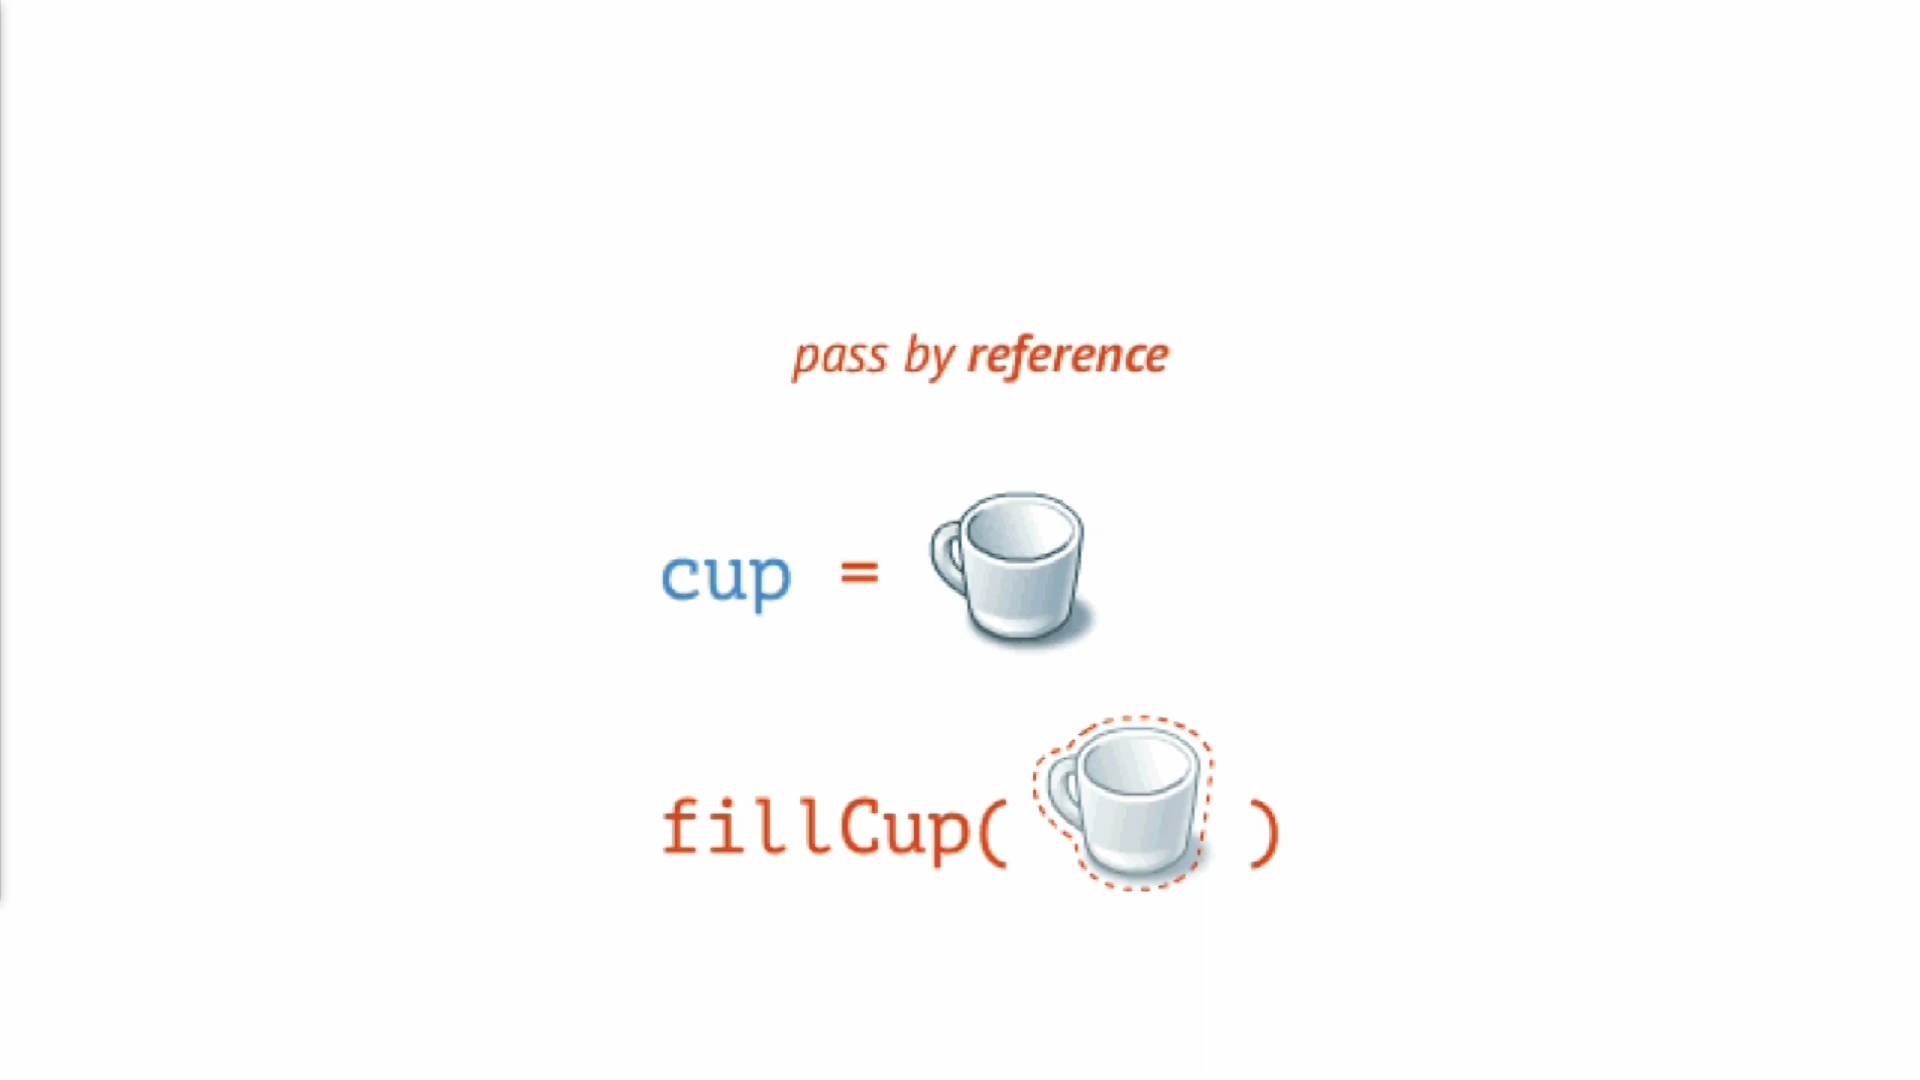 pass by reference
cup =
fillCup( )